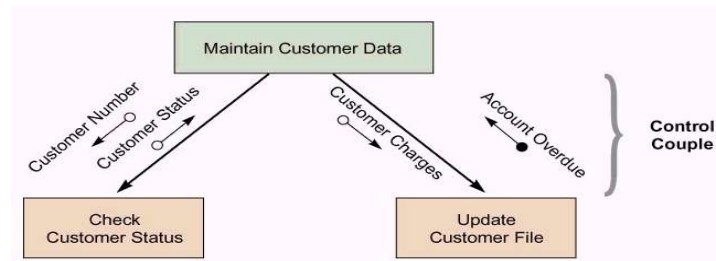 Maintain Customer Data
Customer Number
Customer Status
Customer Charges
Account Overdue
Control
Couple
Check
Customer Status
Update
Customer File